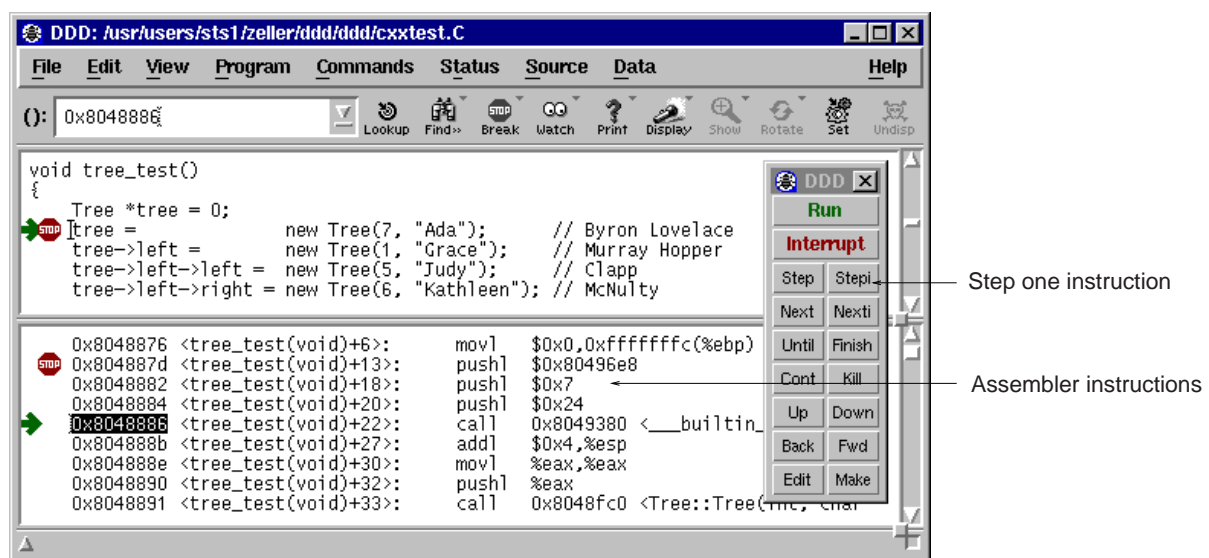 DDD: /usr/users/sts1/zeller/ddd/ddd/cxxtest.C
File Edit View Program Commands Status Source Data Help
(): 0x8048886 Lookup Find» Break Watch Print Display Show Rotate Set Undisp
STOP
void tree_test()
{
Tree *tree = 0;
STOP tree = new Tree(7, "Ada"); // Byron Lovelace
tree->left = new Tree(1, "Grace"); // Murray Hopper
tree->left->left = new Tree(5, "Judy"); // Clapp
tree->left->right = new Tree(6, "Kathleen"); // McNulty
0x8048876 <tree_test(void)+6>: movl $0x0,0xfffffffc(%ebp)
STOP 0x804887d <tree_test(void)+13>: pushl $0x80496e8
0x8048882 <tree_test(void)+18>: pushl $0x7
0x8048884 <tree_test(void)+20>: pushl $0x24
0x8048886 <tree_test(void)+22>: call 0x8049380 <___builtin_
0x804888b <tree_test(void)+27>: addl $0x4,%esp
0x804888e <tree_test(void)+30>: movl %eax,%eax
0x8048890 <tree_test(void)+32>: pushl %eax
0x8048891 <tree_test(void)+33>: call 0x8048fc0 <Tree::Tree(int, char
DDD
Run
Interrupt
Step Stepi
Next Nexti
Until Finish
Cont Kill
Up Down
Back Fwd
Edit Make
Step one instruction
Assembler instructions